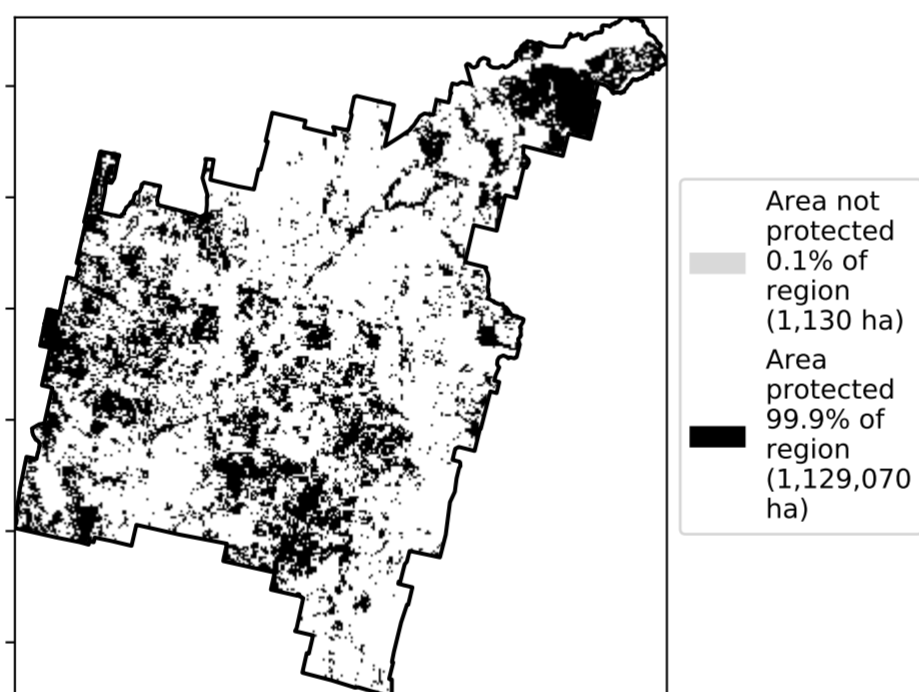 Area not
protected
0.1% of
region
(1,130 ha)
Area
protected
99.9% of
region
(1,129,070
ha)